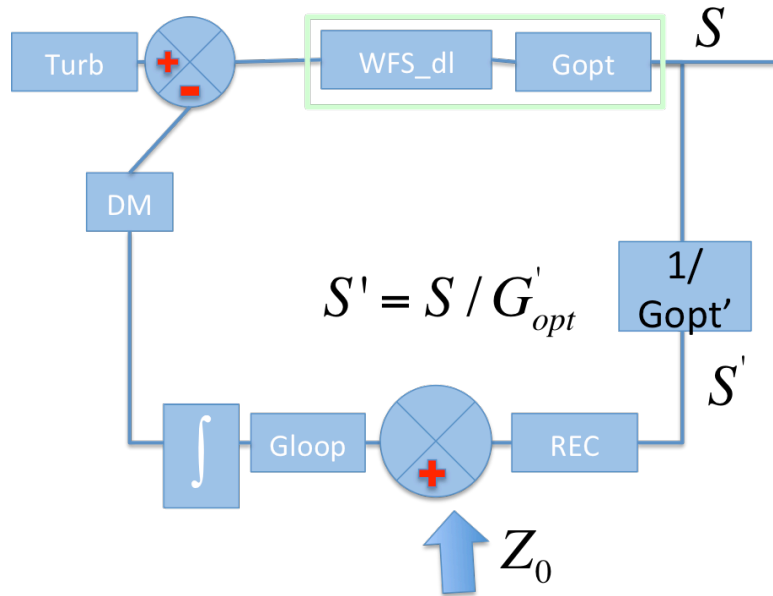 S
Turb
+
-
WFS_dl
Gopt
DM
S' = S / G'opt
1/
Gopt’
S'
∫
Gloop
+
REC
Z0